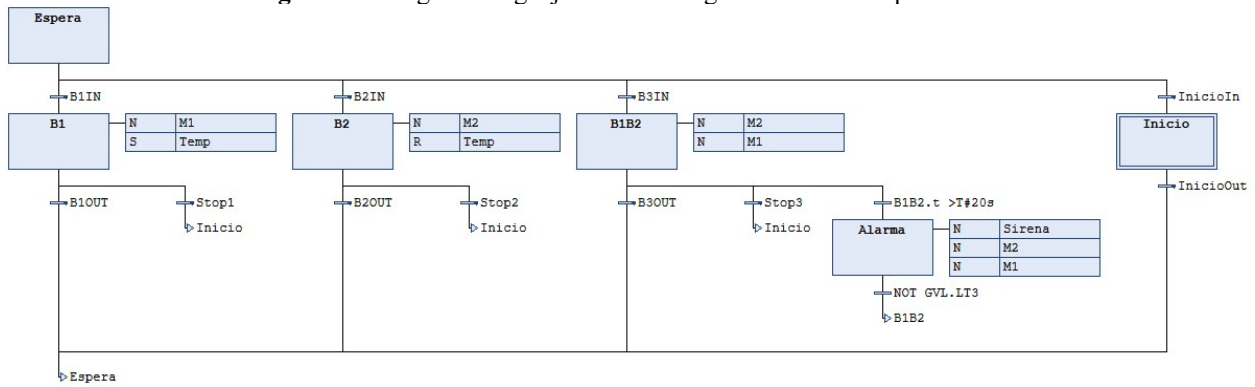 Espera
B1IN
B2IN
B3IN
InicioIn
B1
N M1
S Temp
B2
N M2
R Temp
B1B2
N M2
N M1
Inicio
InicioOut
B1OUT
Stop1
Inicio
B2OUT
Stop2
Inicio
B3OUT
Stop3
Inicio
B1B2.t >T#20s
Alarma
N Sirena
N M2
N M1
NOT GVL.LT3
B1B2
Espera